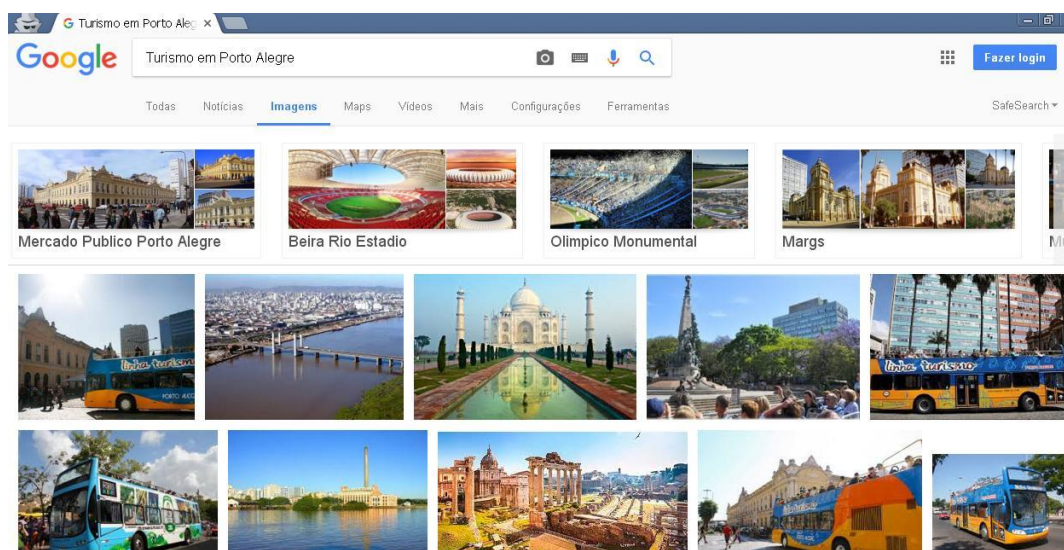 G Turismo em Porto Aleg
Google
Turismo em Porto Alegre
Fazer login
Todas Notícias Imagens Maps Vídeos Mais Configurações Ferramentas SafeSearch
Mercado Publico Porto Alegre
Beira Rio Estadio
Olimpico Monumental
Margs
linha turismo
linha turismo